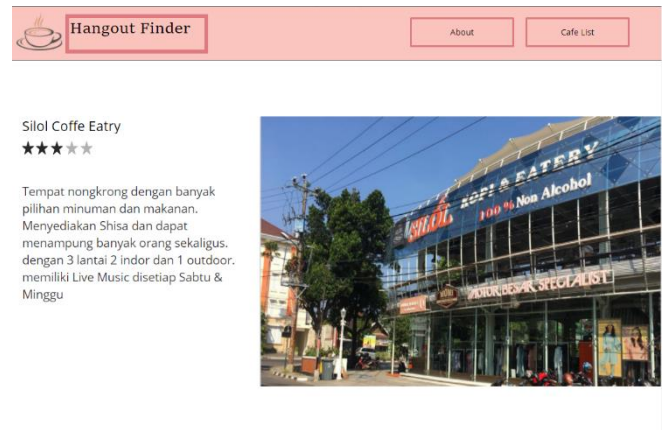 Hangout Finder
About
Cafe List
Silol Coffe Eatry
Tempat nongkrong dengan banyak
pilihan minuman dan makanan.
Menyediakan Shisa dan dapat
menampung banyak orang sekaligus.
dengan 3 lantai 2 indor dan 1 outdoor.
memiliki Live Music disetiap Sabtu &
Minggu
SILOL KOPI & EATERY
100 % Non Alcohol
MOTOR BESAR SPECIALIST